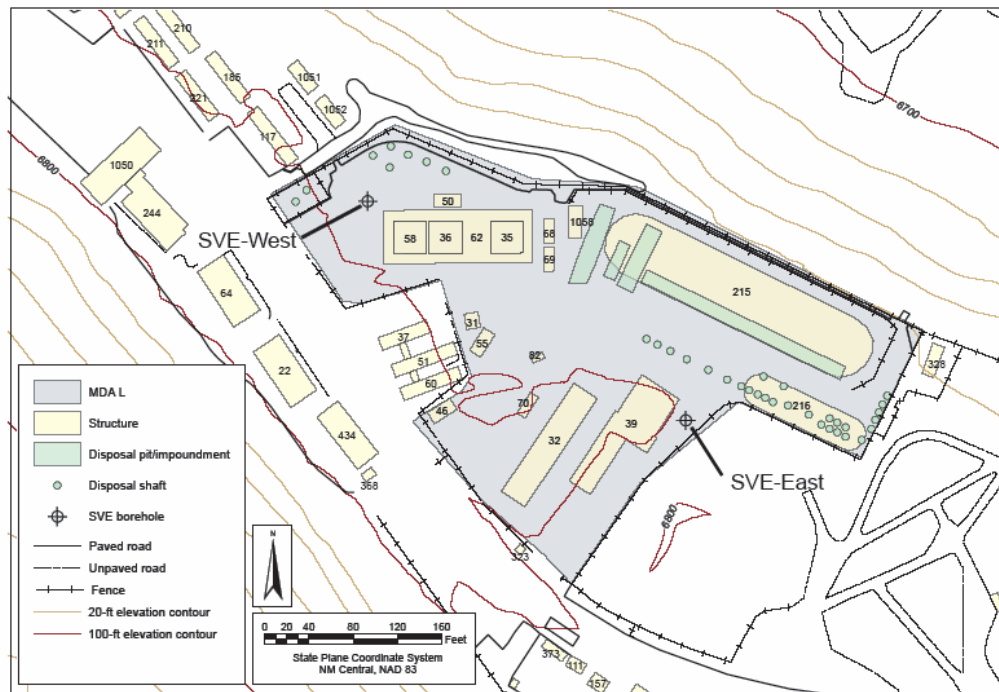 210
211
185
221
1051
1052
117
6800
6700
1050
244
64
22
434
368
SVE-West
50
58
36
62
35
68
69
1058
215
31
55
37
51
60
46
82
70
32
39
216
328
SVE-East
6800
323
373
411
157
MDA L
Structure
Disposal pit/impoundment
Disposal shaft
SVE borehole
Paved road
Unpaved road
Fence
20-ft elevation contour
100-ft elevation contour
N
0 20 40 80 120 160
Feet
State Plane Coordinate System
NM Central, NAD 83